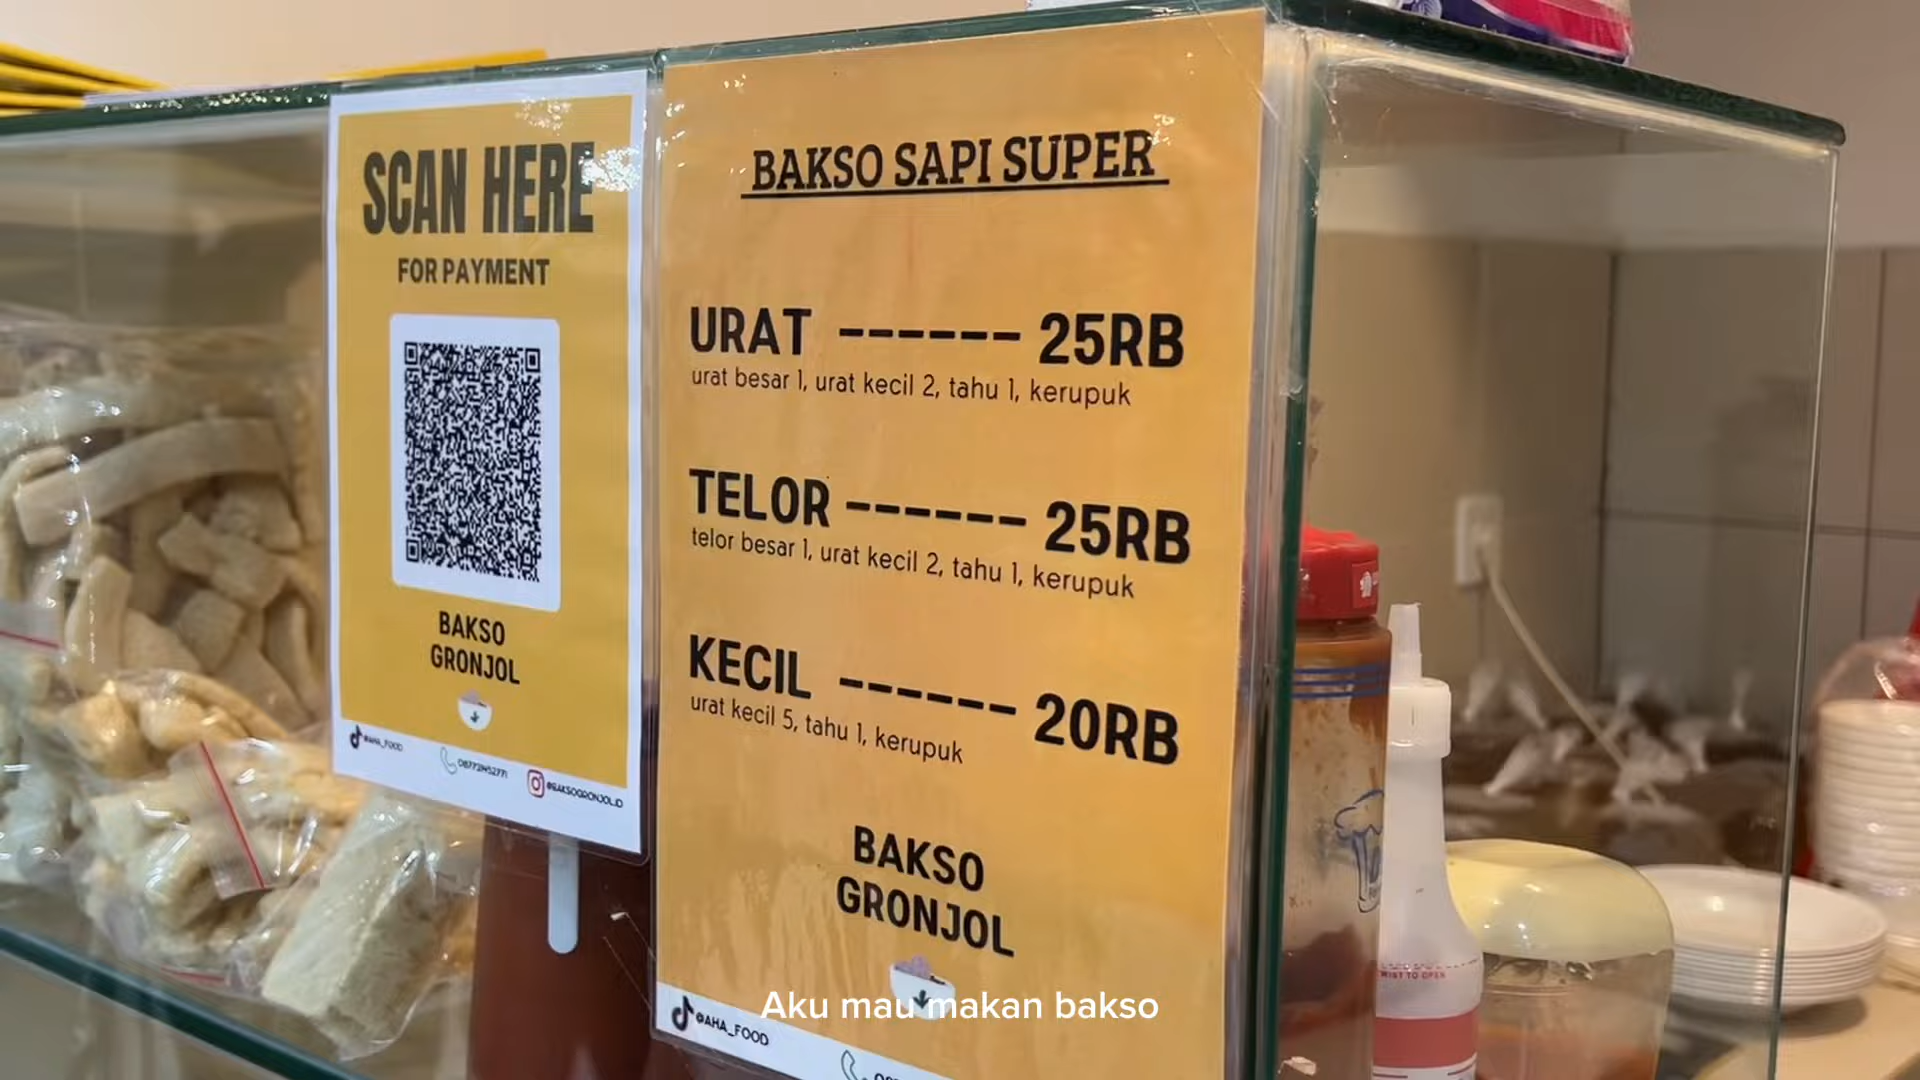 SCAN HERE
FOR PAYMENT
BAKSO
GRONJOL
@AHA_FOOD
@BAKSOGRONJOL.ID
BAKSO SAPI SUPER
URAT ------ 25RB
urat besar 1, urat kecil 2, tahu 1, kerupuk
TELOR ------ 25RB
telor besar 1, urat kecil 2, tahu 1, kerupuk
KECIL ------ 20RB
urat kecil 5, tahu 1, kerupuk
BAKSO
GRONJOL
@AHA_FOOD
Aku mau makan bakso